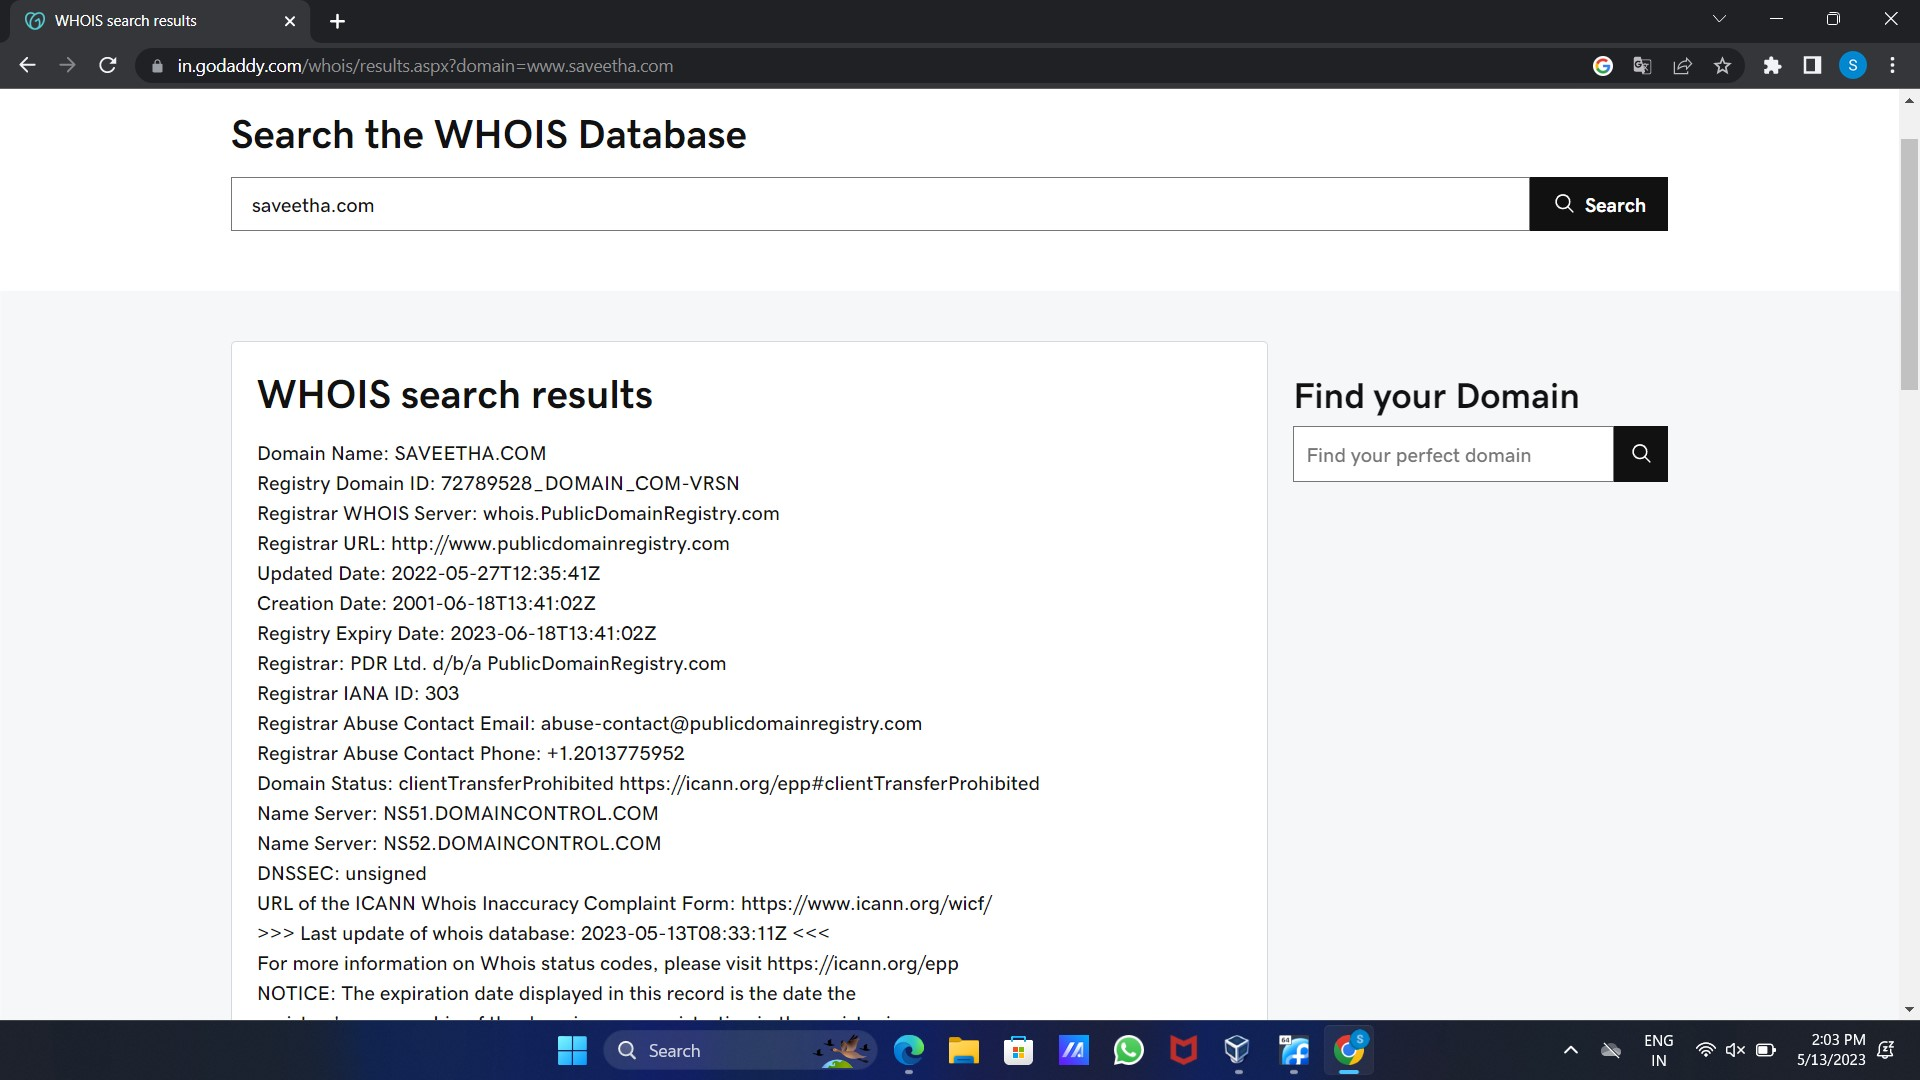 WHOIS search results
in.godaddy.com/whois/results.aspx?domain=www.saveetha.com
S
Search the WHOIS Database
saveetha.com
Search
WHOIS search results
Domain Name: SAVEETHA.COM
Registry Domain ID: 72789528_DOMAIN_COM-VRSN
Registrar WHOIS Server: whois.PublicDomainRegistry.com
Registrar URL: http://www.publicdomainregistry.com
Updated Date: 2022-05-27T12:35:41Z
Creation Date: 2001-06-18T13:41:02Z
Registry Expiry Date: 2023-06-18T13:41:02Z
Registrar: PDR Ltd. d/b/a PublicDomainRegistry.com
Registrar IANA ID: 303
Registrar Abuse Contact Email: abuse-contact@publicdomainregistry.com
Registrar Abuse Contact Phone: +1.2013775952
Domain Status: clientTransferProhibited https://icann.org/epp#clientTransferProhibited
Name Server: NS51.DOMAINCONTROL.COM
Name Server: NS52.DOMAINCONTROL.COM
DNSSEC: unsigned
URL of the ICANN Whois Inaccuracy Complaint Form: https://www.icann.org/wicf/
>>> Last update of whois database: 2023-05-13T08:33:11Z <<<
For more information on Whois status codes, please visit https://icann.org/epp
NOTICE: The expiration date displayed in this record is the date the
Find your Domain
Find your perfect domain
Search
64
S
ENG
IN
2:03 PM
5/13/2023